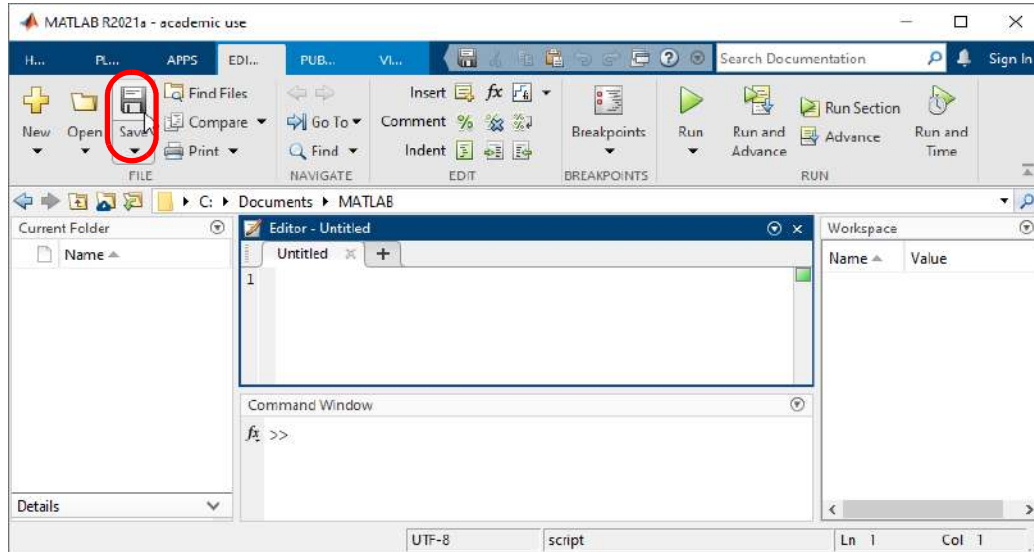 MATLAB R2021a - academic use
H... PL... APPS EDI... PUB... VI... Search Documentation Sign In
Find Files Insert fx Run Section
New Open Save Compare Go To Comment Breakpoints Run Run and Advance Advance Run and Time
Print Find Indent
FILE NAVIGATE EDIT BREAKPOINTS RUN
C: Documents MATLAB
Current Folder Editor - Untitled Workspace
Name Untitled Name Value
1
Command Window
fx >>
Details
UTF-8 script Ln 1 Col 1